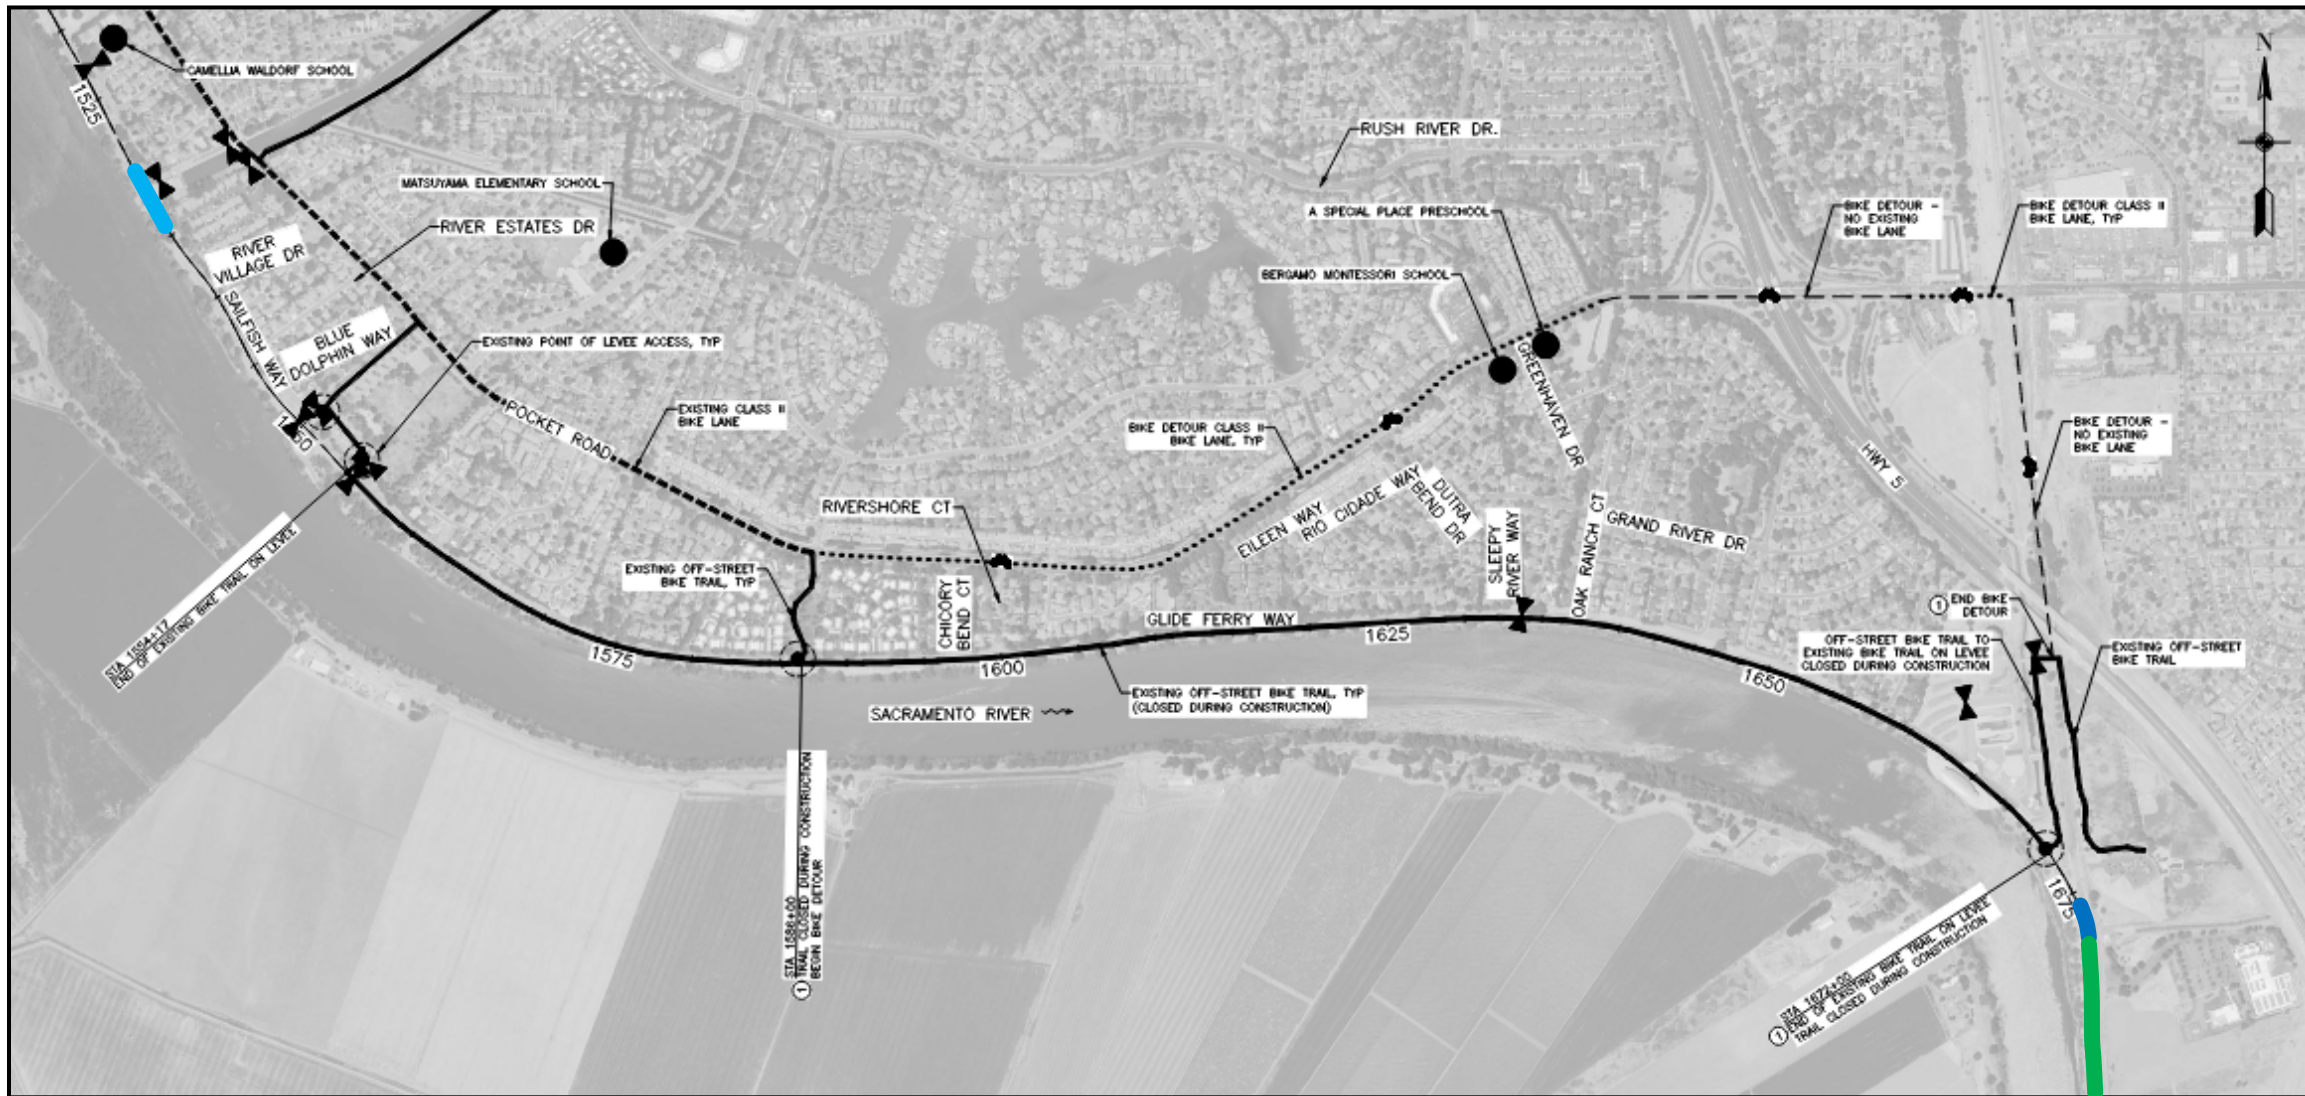 N
CAMELLIA WALDORF SCHOOL
1525
RUSH RIVER DR.
MATSUYAMA ELEMENTARY SCHOOL
RIVER ESTATES DR
A SPECIAL PLACE PRESCHOOL
BIKE DETOUR -
NO EXISTING
BIKE LANE
BIKE DETOUR CLASS II
BIKE LANE, TYP
RIVER
VILLAGE DR
BERGAMO MONTESSORI SCHOOL
SAILFISH WAY
BLUE
DOLPHIN WAY
EXISTING POINT OF LEVEE ACCESS, TYP
GREENHAVEN DR
POCKET ROAD
EXISTING CLASS II
BIKE LANE
BIKE DETOUR CLASS II
BIKE LANE, TYP
BIKE DETOUR -
NO EXISTING
BIKE LANE
HWY 5
RIVERSHORE CT
EILEEN WAY
RIO CIDADE WAY
DUTRA
BEND DR
SLEEPY
RIVER WAY
OAK RANCH CT
GRAND RIVER DR
STA 1554+17
END OF EXISTING BIKE TRAIL ON LEVEE
EXISTING OFF-STREET
BIKE TRAIL, TYP
CHICORY
BEND CT
GLIDE FERRY WAY
1 END BIKE
DETOUR
OFF-STREET BIKE TRAIL TO
EXISTING BIKE TRAIL ON LEVEE
CLOSED DURING CONSTRUCTION
EXISTING OFF-STREET
BIKE TRAIL
1575
1600
1625
1650
EXISTING OFF-STREET BIKE TRAIL, TYP
(CLOSED DURING CONSTRUCTION)
SACRAMENTO RIVER
STA 1586+00
1 TRAIL CLOSED DURING CONSTRUCTION
BEGIN BIKE DETOUR
1675
STA 1672+00
1 END OF EXISTING BIKE TRAIL ON LEVEE
TRAIL CLOSED DURING CONSTRUCTION